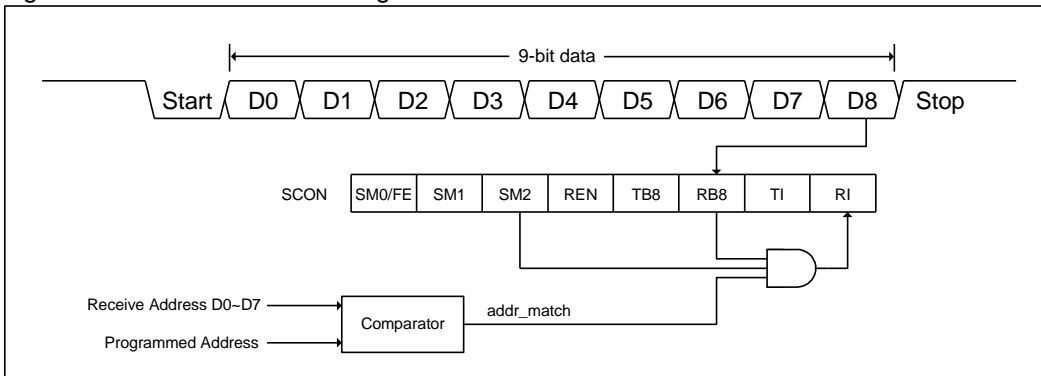 9-bit data
Start D0 D1 D2 D3 D4 D5 D6 D7 D8 Stop
SCON SM0/FE SM1 SM2 REN TB8 RB8 TI RI
Receive Address D0~D7
addr_match
Comparator
Programmed Address